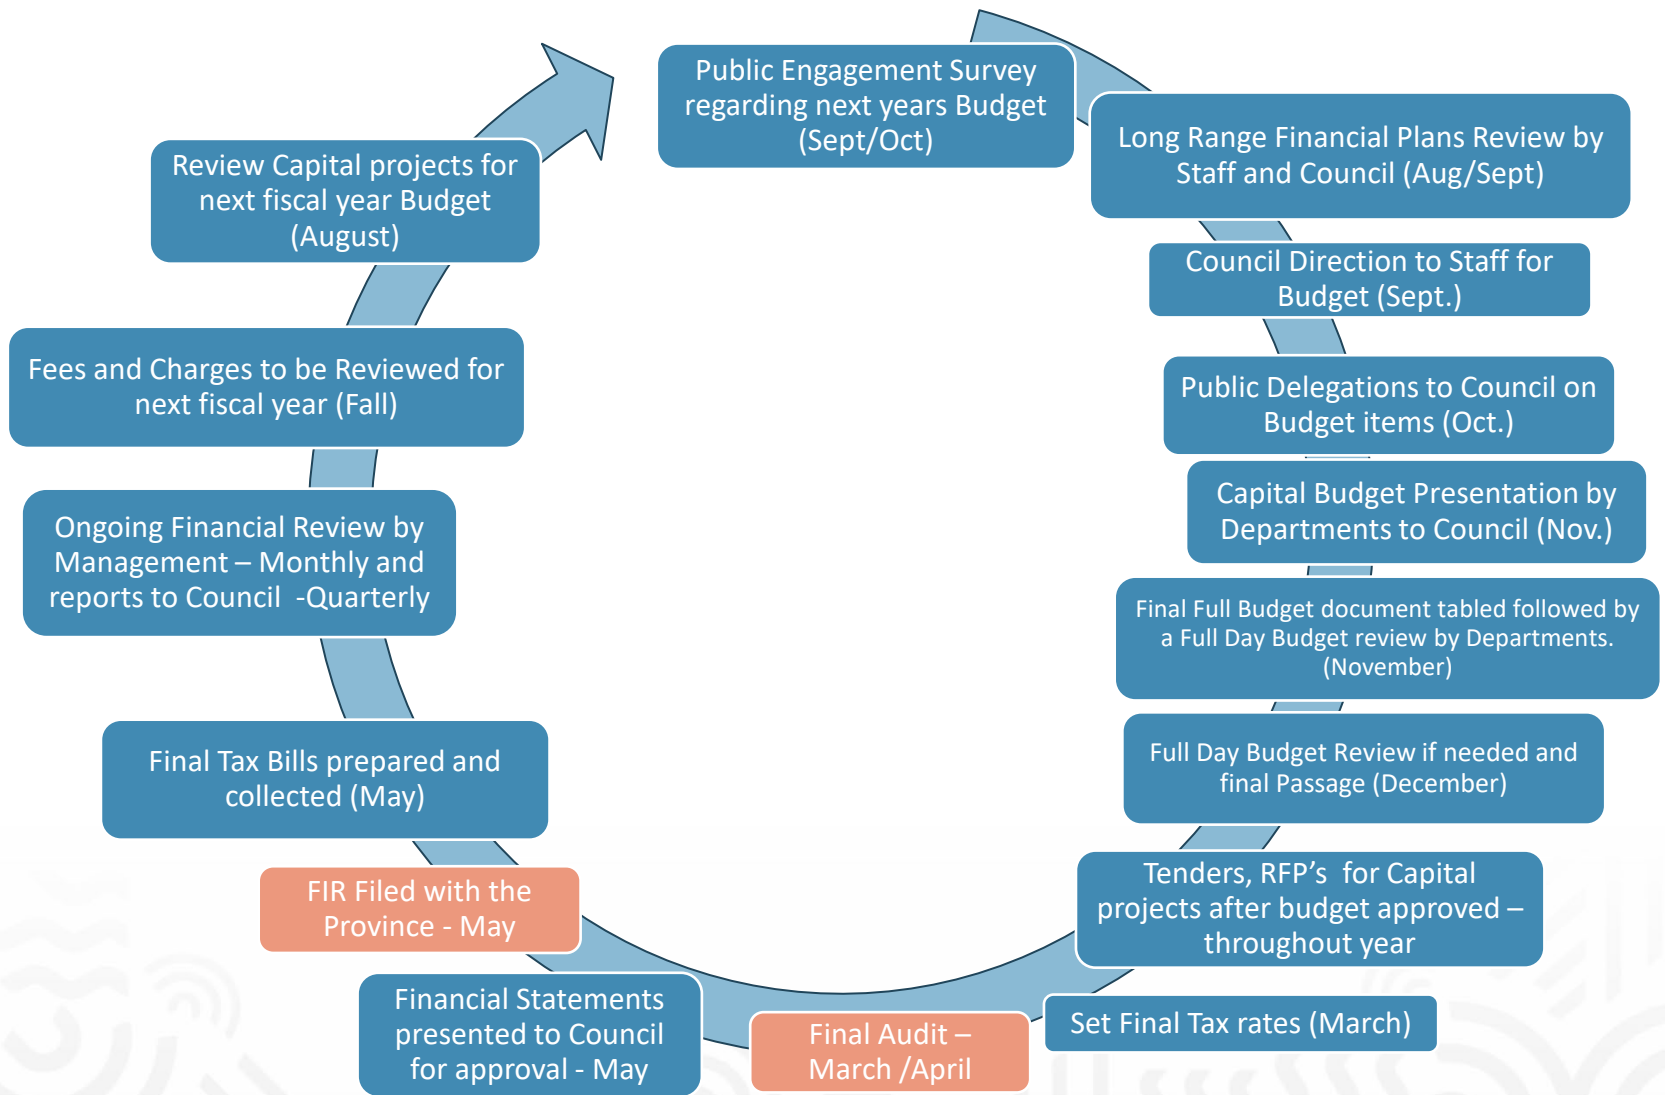 Public Engagement Survey
regarding next years Budget
(Sept/Oct)
Long Range Financial Plans Review by
Staff and Council (Aug/Sept)
Council Direction to Staff for
Budget (Sept.)
Public Delegations to Council on
Budget items (Oct.)
Capital Budget Presentation by
Departments to Council (Nov.)
Final Full Budget document tabled followed by
a Full Day Budget review by Departments.
(November)
Full Day Budget Review if needed and
final Passage (December)
Tenders, RFP's  for Capital
projects after budget approved –
throughout year
Set Final Tax rates (March)
Final Audit –
March /April
Financial Statements
presented to Council
for approval - May
FIR Filed with the
Province - May
Final Tax Bills prepared and
collected (May)
Ongoing Financial Review by
Management – Monthly and
reports to Council  -Quarterly
Fees and Charges to be Reviewed for
next fiscal year (Fall)
Review Capital projects for
next fiscal year Budget
(August)